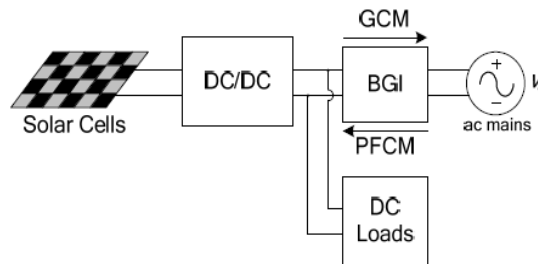 GCM
DC/DC
BGI
Solar Cells
ac mains
PFCM
DC
Loads